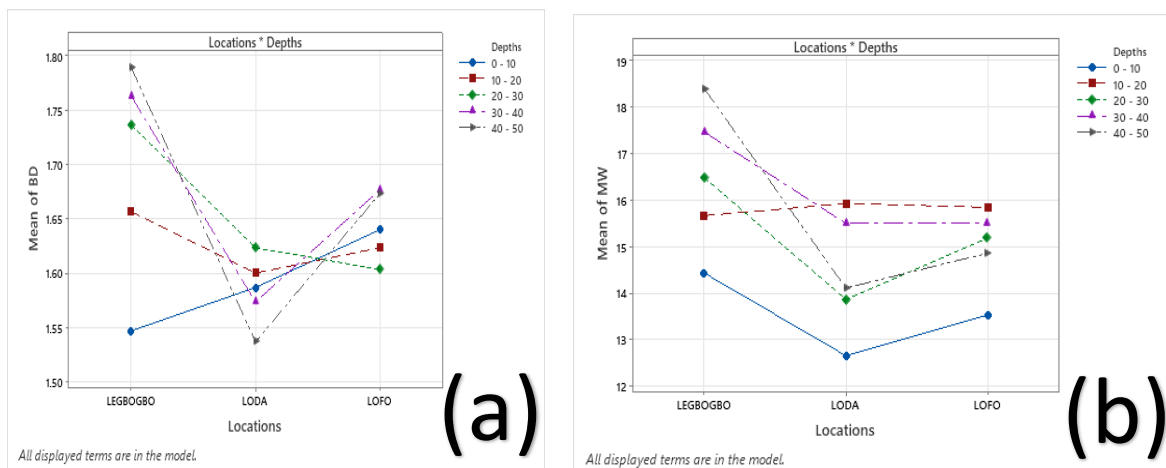 Locations * Depths
Mean of BD
1.80
1.75
1.70
1.65
1.60
1.55
1.50
LEGBOGBO LODA LOFO
Locations
Depths
0 - 10
10 - 20
20 - 30
30 - 40
40 - 50
All displayed terms are in the model.
(a)
Locations * Depths
Mean of MW
19
18
17
16
15
14
13
12
LEGBOGBO LODA LOFO
Locations
Depths
0 - 10
10 - 20
20 - 30
30 - 40
40 - 50
All displayed terms are in the model.
(b)